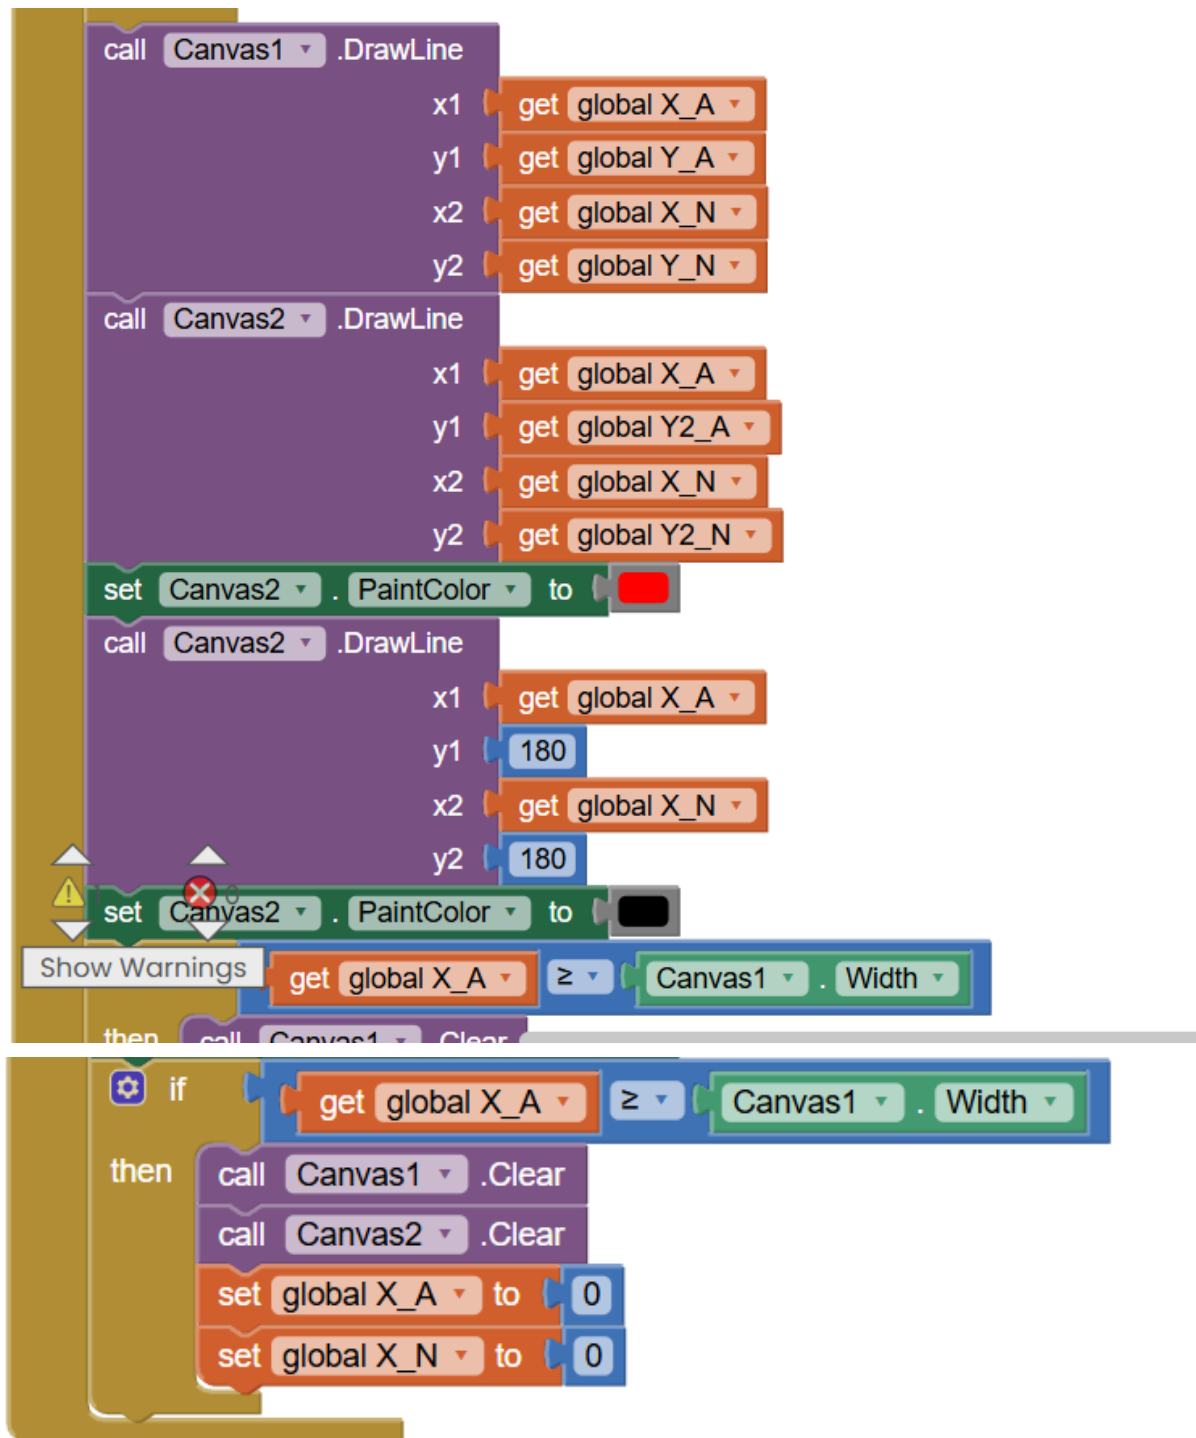 call Canvas1 .DrawLine
x1 get global X_A
y1 get global Y_A
x2 get global X_N
y2 get global Y_N
call Canvas2 .DrawLine
x1 get global X_A
y1 get global Y2_A
x2 get global X_N
y2 get global Y2_N
set Canvas2 . PaintColor to
call Canvas2 .DrawLine
x1 get global X_A
y1 180
x2 get global X_N
y2 180
set Canvas2 . PaintColor to
Show Warnings get global X_A ≥ Canvas1 . Width
then call Canvas1 .Clear
if get global X_A ≥ Canvas1 . Width
then call Canvas1 .Clear
call Canvas2 .Clear
set global X_A to 0
set global X_N to 0